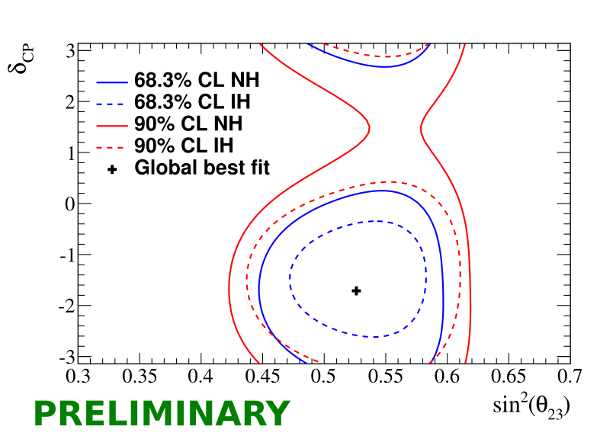 δCP
3
2
1
0
-1
-2
-3
68.3% CL NH
68.3% CL IH
90% CL NH
90% CL IH
Global best fit
0.3 0.35 0.4 0.45 0.5 0.55 0.6 0.65 0.7
sin²(θ₂₃)
PRELIMINARY